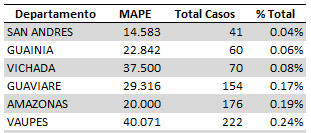 Departamento MAPE Total Casos % Total
SAN ANDRES 14.583 41 0.04%
GUAINIA 22.842 60 0.06%
VICHADA 37.500 70 0.08%
GUAVIARE 29.316 154 0.17%
AMAZONAS 20.000 176 0.19%
VAUPES 40.071 222 0.24%